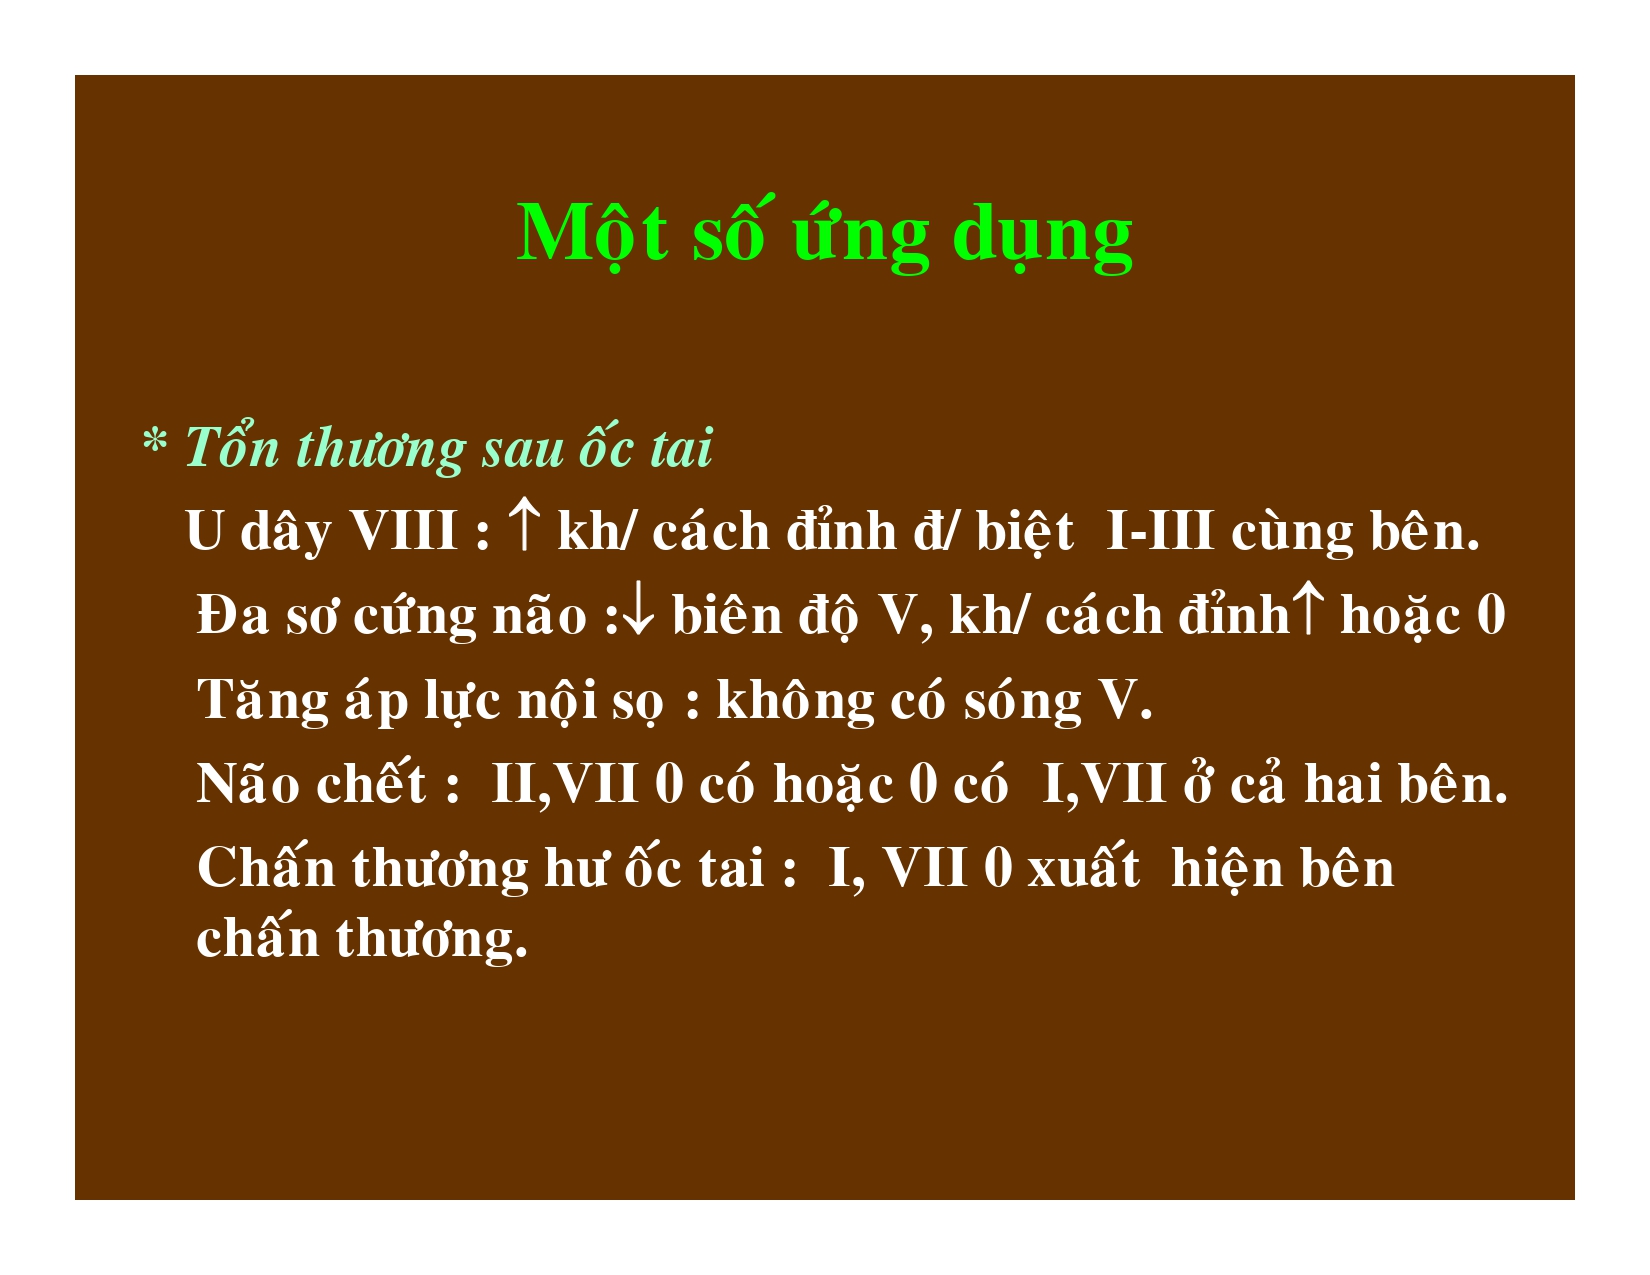 Một số ứng dụng
* Tổn thương sau ốc tai
U dây VIII : ↑ kh/ cách đỉnh đ/ biệt I-III cùng bên.
Đa sơ cứng não :↓ biên độ V, kh/ cách đỉnh↑ hoặc 0
Tăng áp lực nội sọ : không có sóng V.
Não chết : II,VII 0 có hoặc 0 có I,VII ở cả hai bên.
Chấn thương hư ốc tai : I, VII 0 xuất hiện bên
chấn thương.